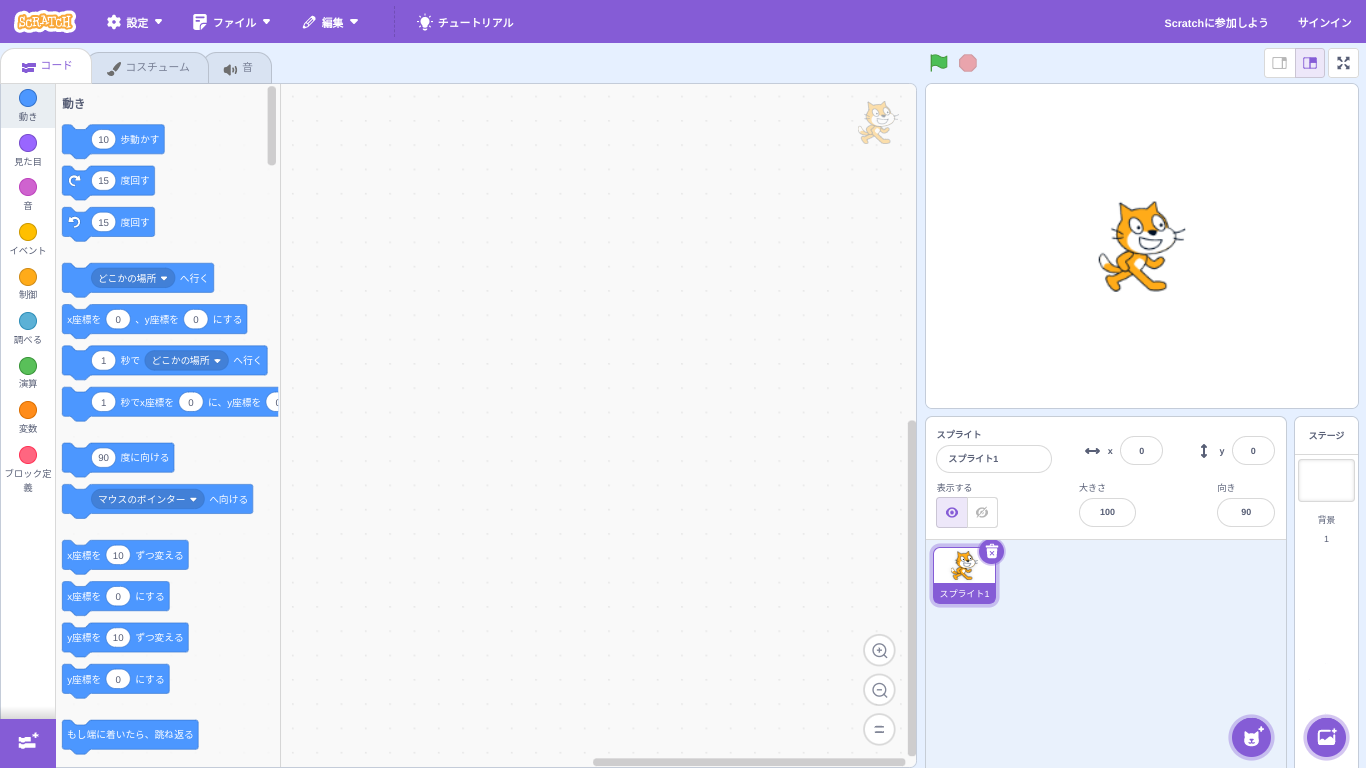 SCRATCH
設定
ファイル
編集
チュートリアル
Scratchに参加しよう
サインイン
コード
コスチューム
音
動き
見た目
音
イベント
制御
調べる
演算
変数
ブロック定
義
動き
10 歩動かす
15 度回す
15 度回す
どこかの場所 へ行く
x座標を 0 、y座標を 0 にする
1 秒で どこかの場所 へ行く
1 秒でx座標を 0 に、y座標を
90 度に向ける
マウスのポインター へ向ける
x座標を 10 ずつ変える
x座標を 0 にする
y座標を 10 ずつ変える
y座標を 0 にする
もし端に着いたら、跳ね返る
スプライト
スプライト1
x 0
y 0
表示する
大きさ
100
向き
90
スプライト1
ステージ
背景
1